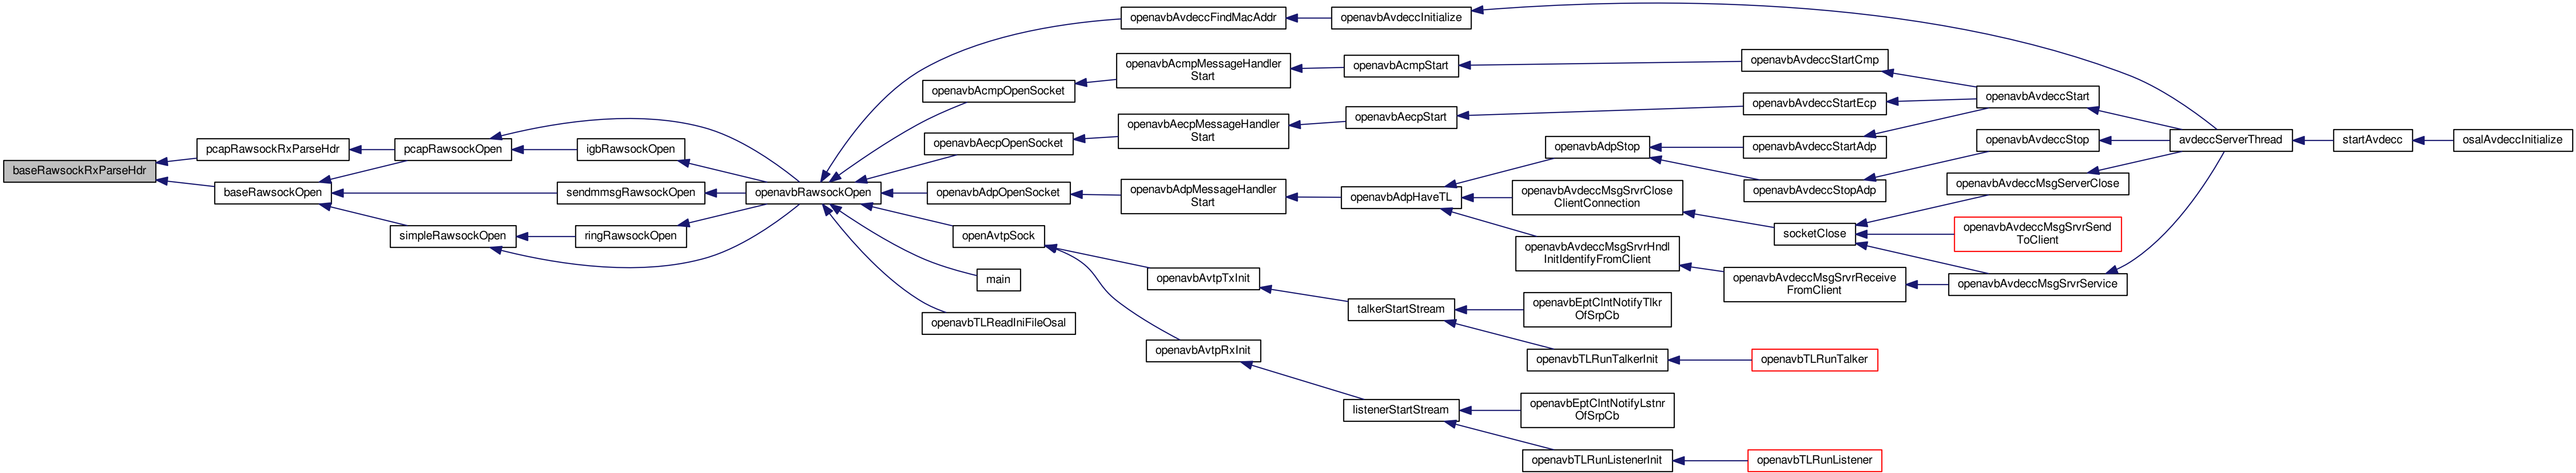 baseRawsockRxParseHdr
pcapRawsockRxParseHdr
baseRawsockOpen
pcapRawsockOpen
simpleRawsockOpen
igbRawsockOpen
sendmmsgRawsockOpen
ringRawsockOpen
openavbRawsockOpen
openavbAcmpOpenSocket
openavbAecpOpenSocket
openavbAdpOpenSocket
openAvtpSock
main
openavbTLReadIniFileOsal
openavbAvdeccFindMacAddr
openavbAcmpMessageHandler
Start
openavbAecpMessageHandler
Start
openavbAdpMessageHandler
Start
openavbAvtpTxInit
openavbAvtpRxInit
openavbAvdeccInitialize
openavbAcmpStart
openavbAecpStart
openavbAdpHaveTL
talkerStartStream
listenerStartStream
openavbAdpStop
openavbAvdeccMsgSrvrClose
ClientConnection
openavbAvdeccMsgSrvrHndl
InitIdentifyFromClient
openavbEptClntNotifyTlkr
OfSrpCb
openavbTLRunTalkerInit
openavbEptClntNotifyLstnr
OfSrpCb
openavbTLRunListenerInit
openavbAvdeccStartCmp
openavbAvdeccStartEcp
openavbAvdeccStartAdp
openavbAvdeccStopAdp
socketClose
openavbAvdeccMsgSrvrReceive
FromClient
openavbTLRunTalker
openavbTLRunListener
openavbAvdeccStart
openavbAvdeccStop
openavbAvdeccMsgServerClose
openavbAvdeccMsgSrvrSend
ToClient
openavbAvdeccMsgSrvrService
avdeccServerThread
startAvdecc
osalAvdeccInitialize